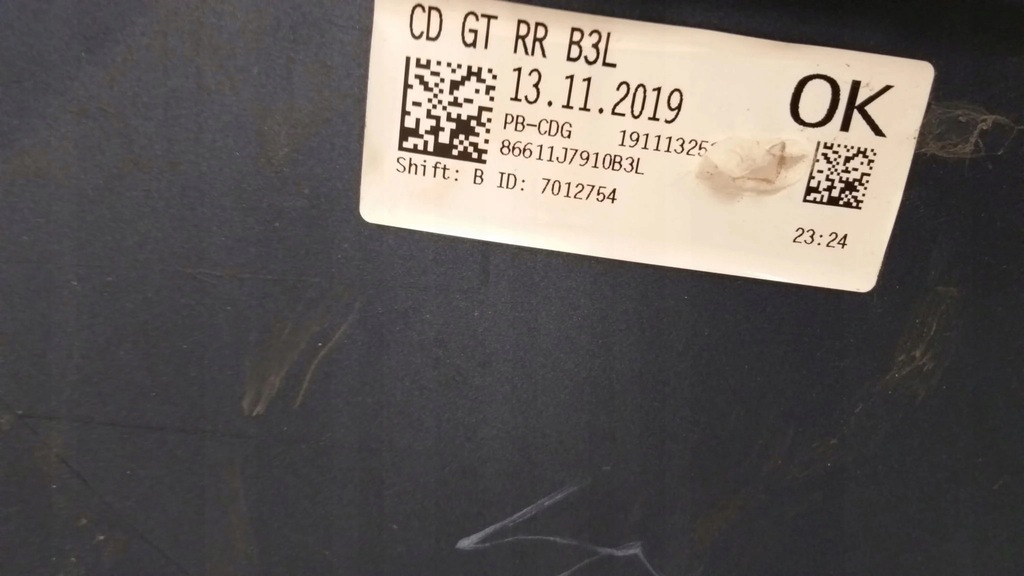 CD GT RR B3L
13.11.2019
OK
PB-CDG
86611J7910B3L
Shift: B ID: 7012754
23:24